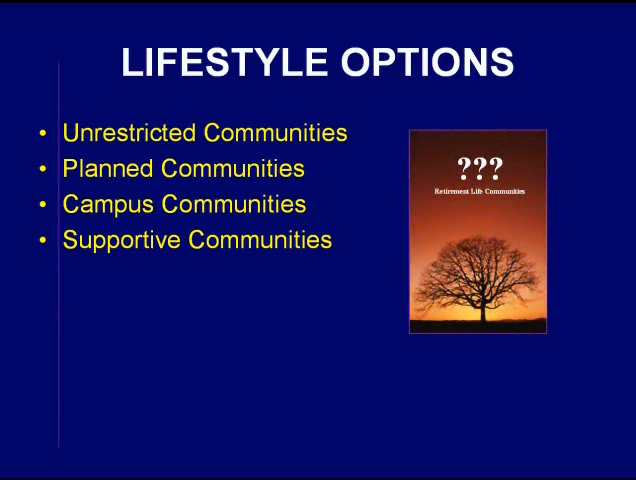 LIFESTYLE OPTIONS
• Unrestricted Communities
• Planned Communities
• Campus Communities
• Supportive Communities
???
Retirement Life Communities